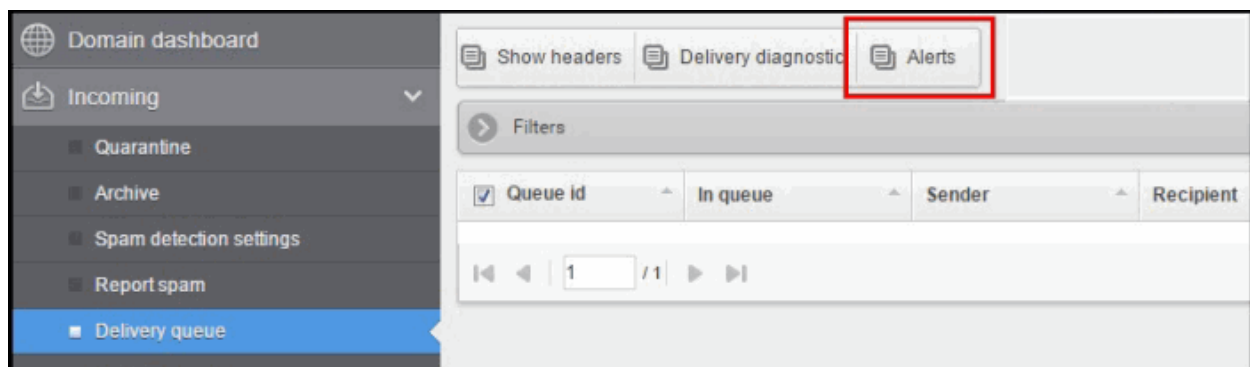 Domain dashboard
Incoming
Quarantine
Archive
Spam detection settings
Report spam
Delivery queue
Show headers Delivery diagnostic Alerts
Filters
Queue id In queue Sender Recipient
1 / 1